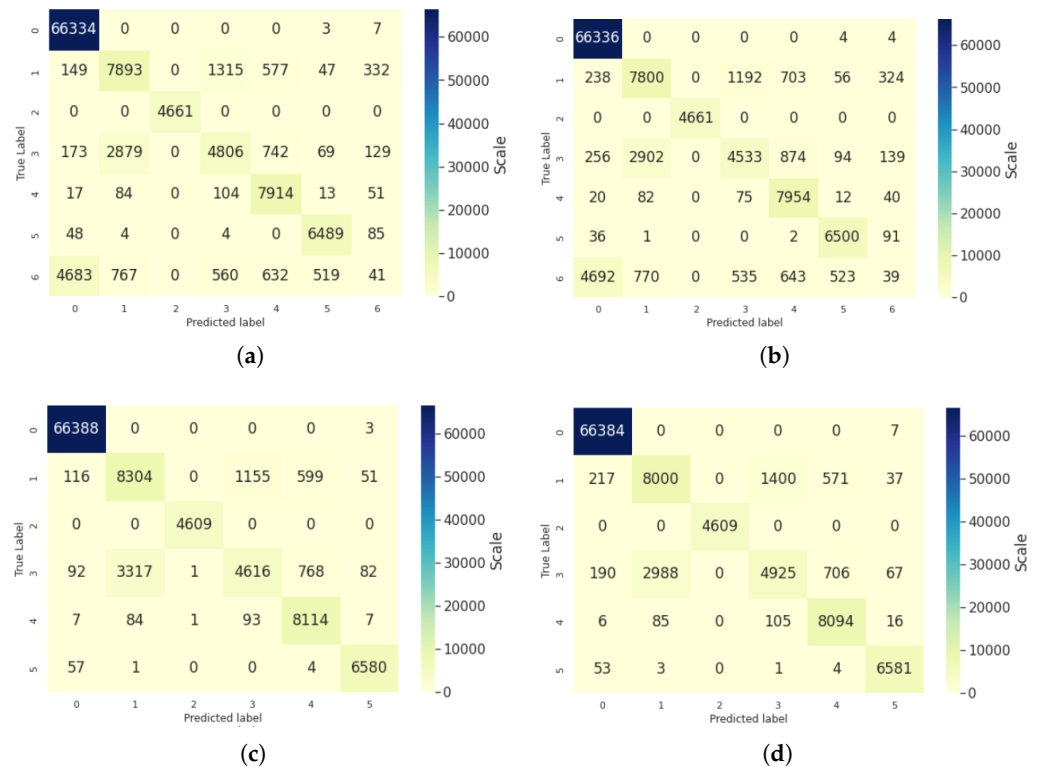 0 66334 0 0 0 0 3 7
1 149 7893 0 1315 577 47 332
2 0 0 4661 0 0 0 0
3 173 2879 0 4806 742 69 129
4 17 84 0 104 7914 13 51
5 48 4 0 4 0 6489 85
6 4683 767 0 560 632 519 41
0 1 2 3 4 5 6
Predicted label
True Label
60000
50000
40000
30000
20000
10000
0
Scale
(a)
0 66336 0 0 0 0 4 4
1 238 7800 0 1192 703 56 324
2 0 0 4661 0 0 0 0
3 256 2902 0 4533 874 94 139
4 20 82 0 75 7954 12 40
5 36 1 0 0 2 6500 91
6 4692 770 0 535 643 523 39
0 1 2 3 4 5 6
Predicted label
True Label
60000
50000
40000
30000
20000
10000
0
Scale
(b)
0 66388 0 0 0 0 3
1 116 8304 0 1155 599 51
2 0 0 4609 0 0 0
3 92 3317 1 4616 768 82
4 7 84 1 93 8114 7
5 57 1 0 0 4 6580
0 1 2 3 4 5
Predicted label
True Label
60000
50000
40000
30000
20000
10000
0
Scale
(c)
0 66384 0 0 0 0 7
1 217 8000 0 1400 571 37
2 0 0 4609 0 0 0
3 190 2988 0 4925 706 67
4 6 85 0 105 8094 16
5 53 3 0 1 4 6581
0 1 2 3 4 5
Predicted label
True Label
60000
50000
40000
30000
20000
10000
0
Scale
(d)